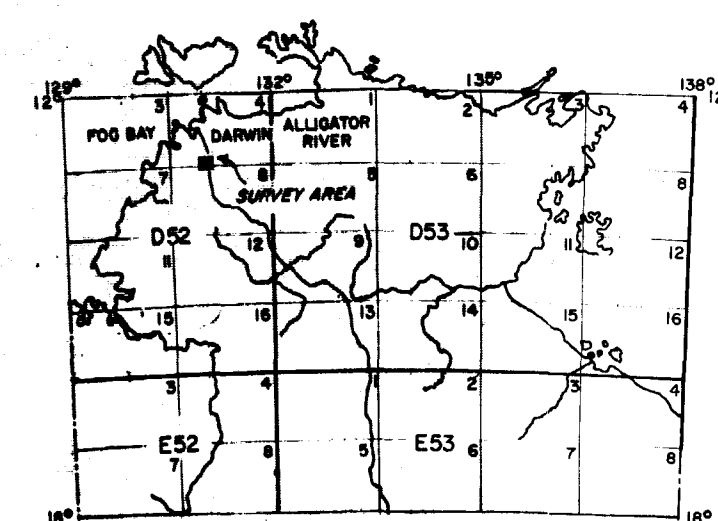 129° 132° 135° 138°
12° 3 4 1 2 3 4 12
FOG BAY DARWIN ALLIGATOR RIVER
7 8 5 6 8
SURVEY AREA
D52 12 9 D53 10 11 12
11
15 16 13 14 15 16
3 4 1 2 3 4
E52 8 5 E53 6 7 8
7
18° 18°